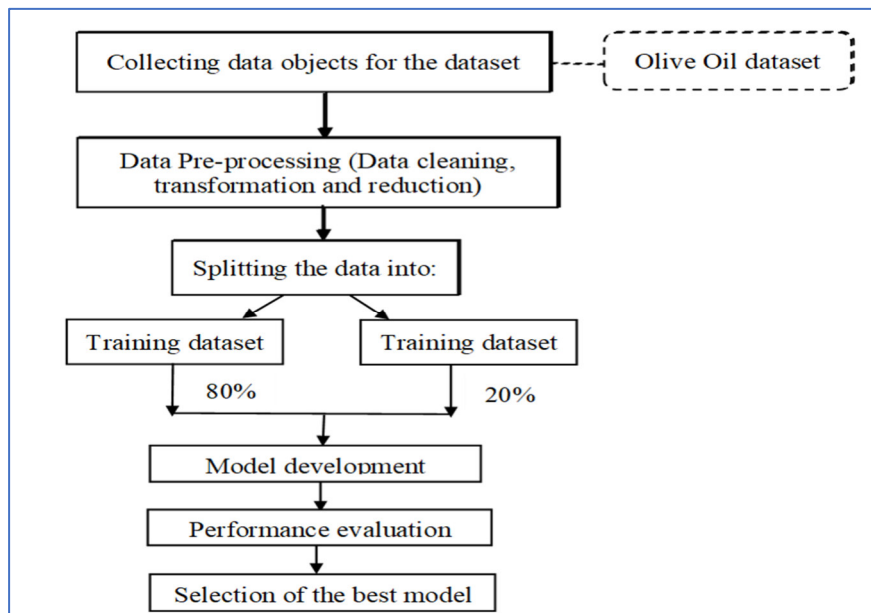 Collecting data objects for the dataset
Olive Oil dataset
Data Pre-processing (Data cleaning,
transformation and reduction)
Splitting the data into:
Training dataset
Training dataset
80%
20%
Model development
Performance evaluation
Selection of the best model